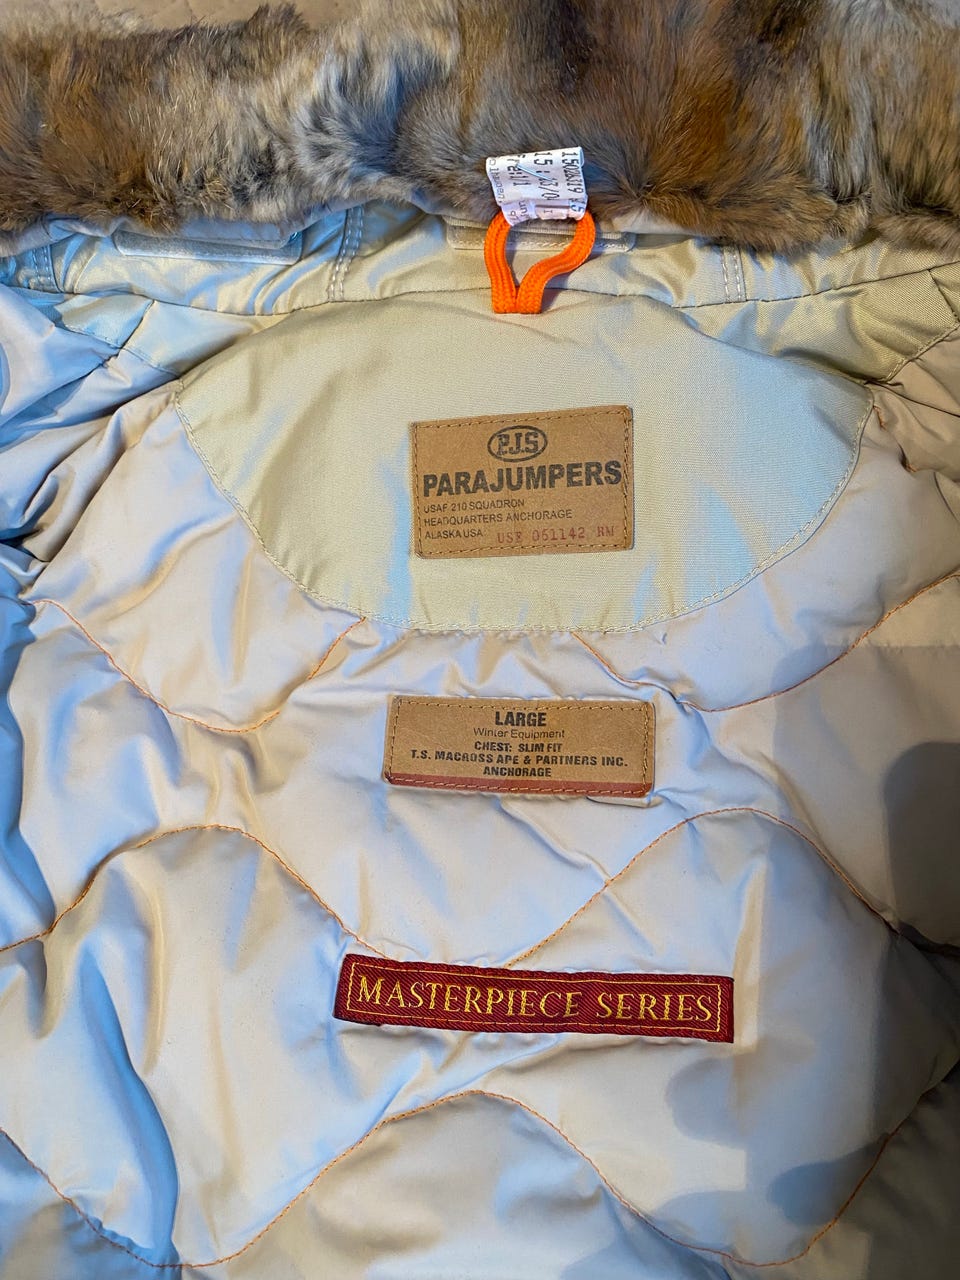 P.J.S
PARAJUMPERS
USAF 210 SQUADRON
HEADQUARTERS ANCHORAGE
ALASKA USA USE 051142 RM
LARGE
Winter Equipment
CHEST: SLIM FIT
T.S. MACROSS APE & PARTNERS INC.
ANCHORAGE
MASTERPIECE SERIES